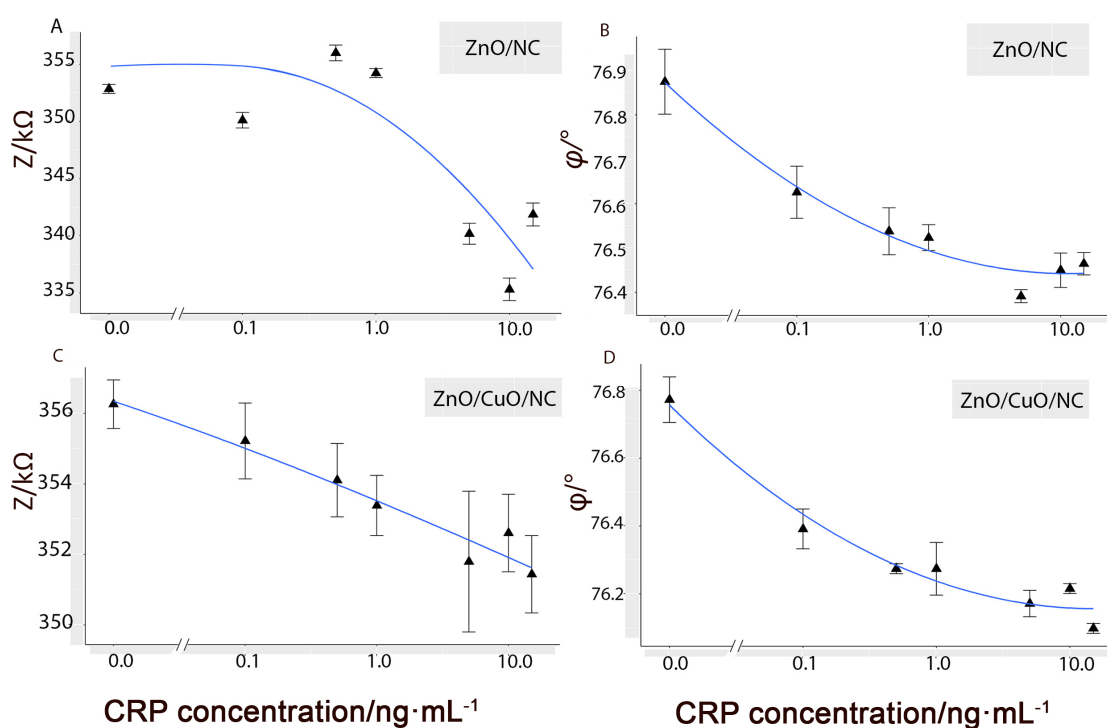 A
ZnO/NC
Z/kΩ
355
350
345
340
335
0.0
0.1
1.0
10.0
B
ZnO/NC
φ/°
76.9
76.8
76.7
76.6
76.5
76.4
0.0
0.1
1.0
10.0
C
ZnO/CuO/NC
Z/kΩ
356
354
352
350
0.0
0.1
1.0
10.0
CRP concentration/ng·mL⁻¹
D
ZnO/CuO/NC
φ/°
76.8
76.6
76.4
76.2
0.0
0.1
1.0
10.0
CRP concentration/ng·mL⁻¹